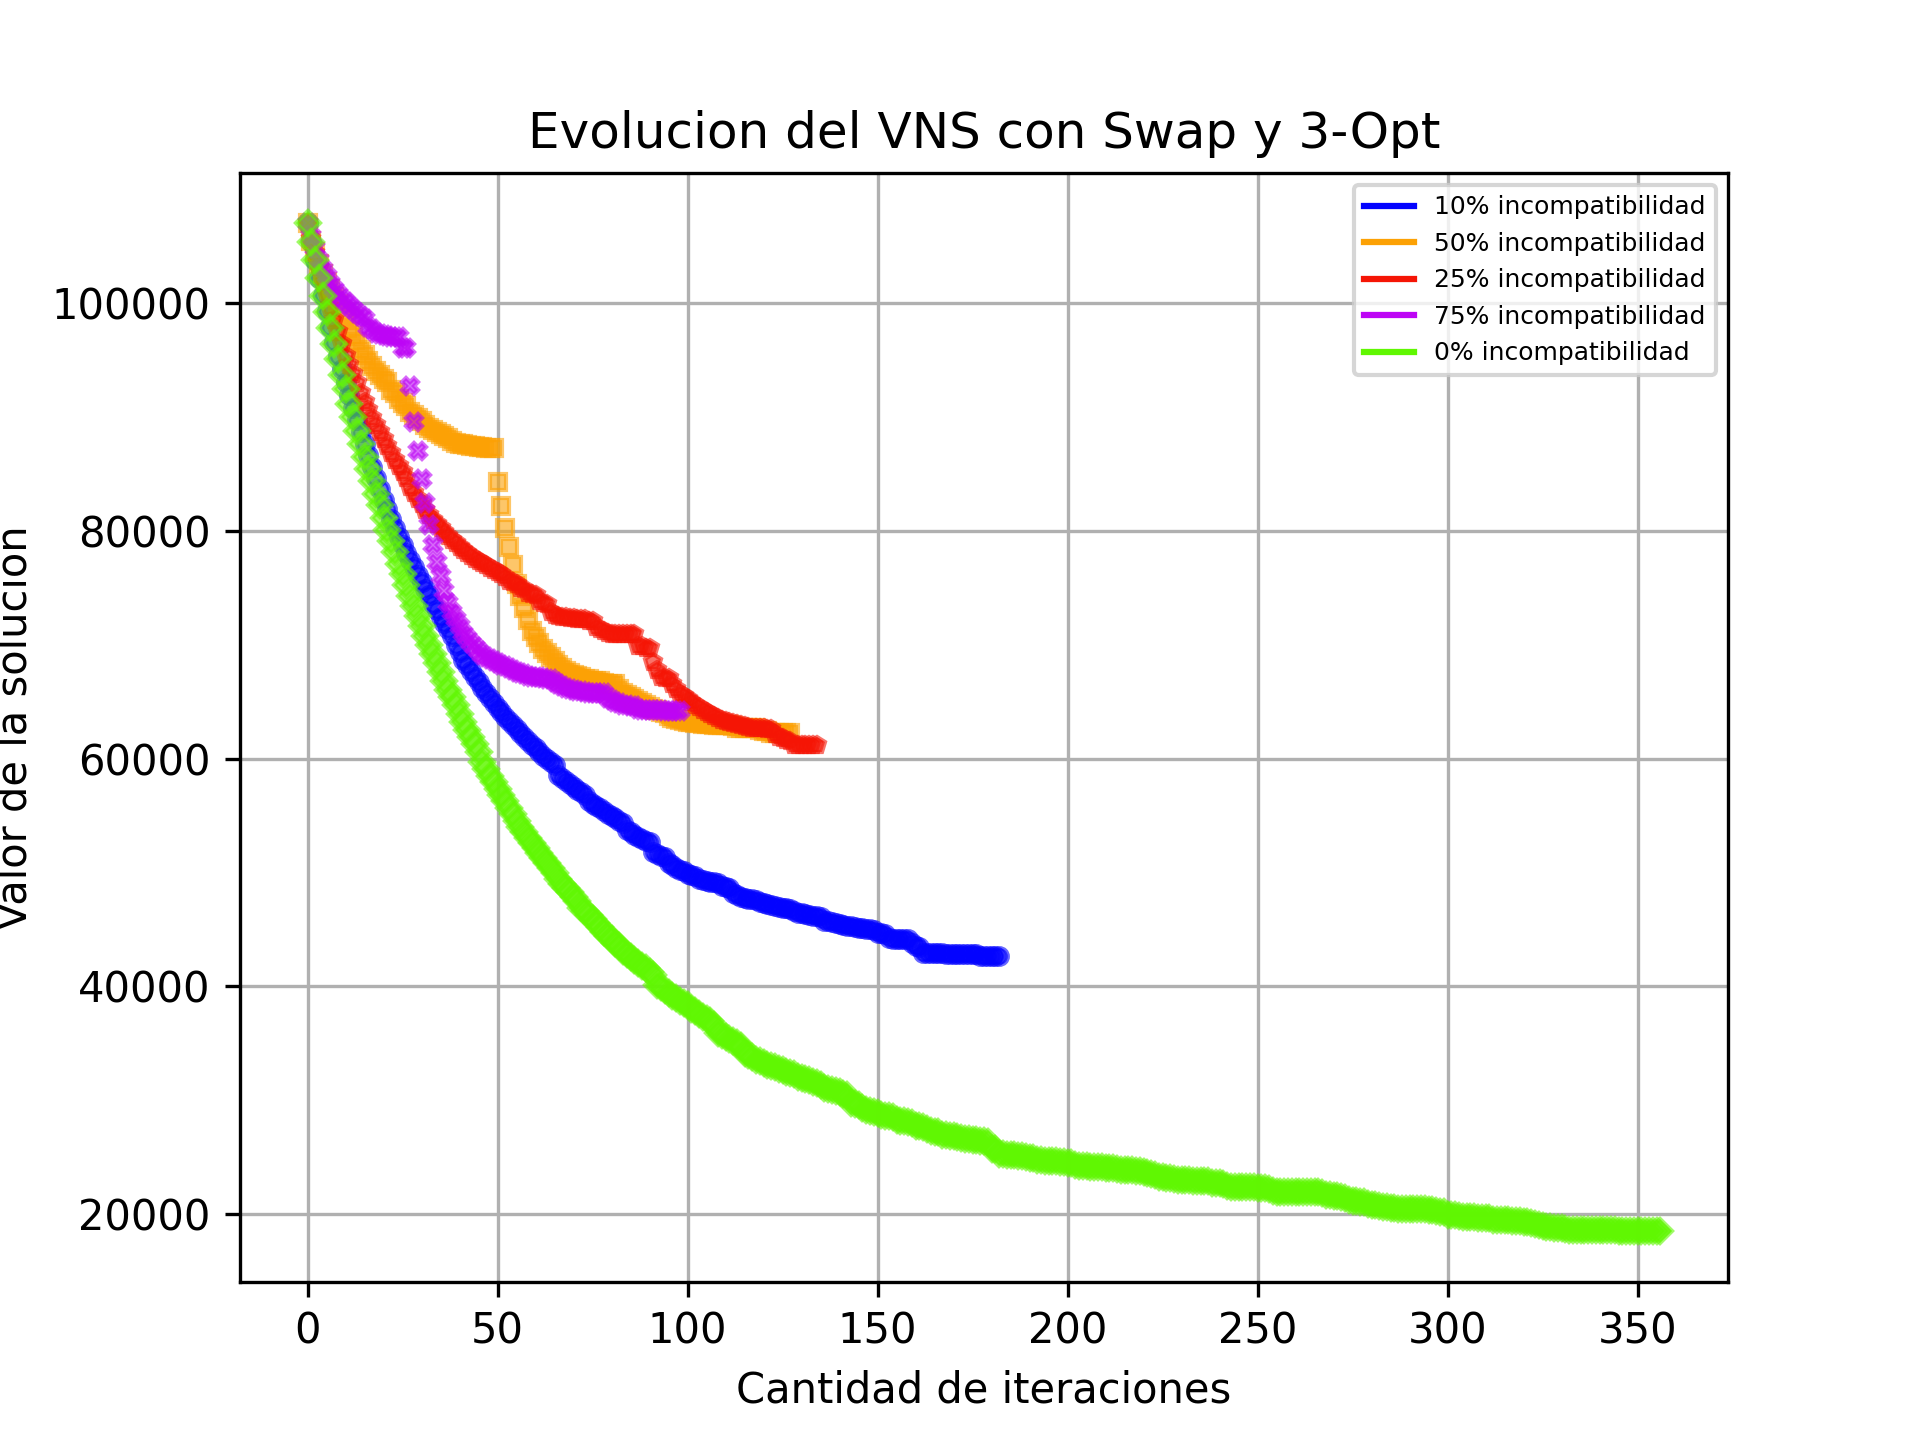 Evolucion del VNS con Swap y 3-Opt
10% incompatibilidad
50% incompatibilidad
25% incompatibilidad
75% incompatibilidad
0% incompatibilidad
Valor de la solucion
100000
80000
60000
40000
20000
0 50 100 150 200 250 300 350
Cantidad de iteraciones